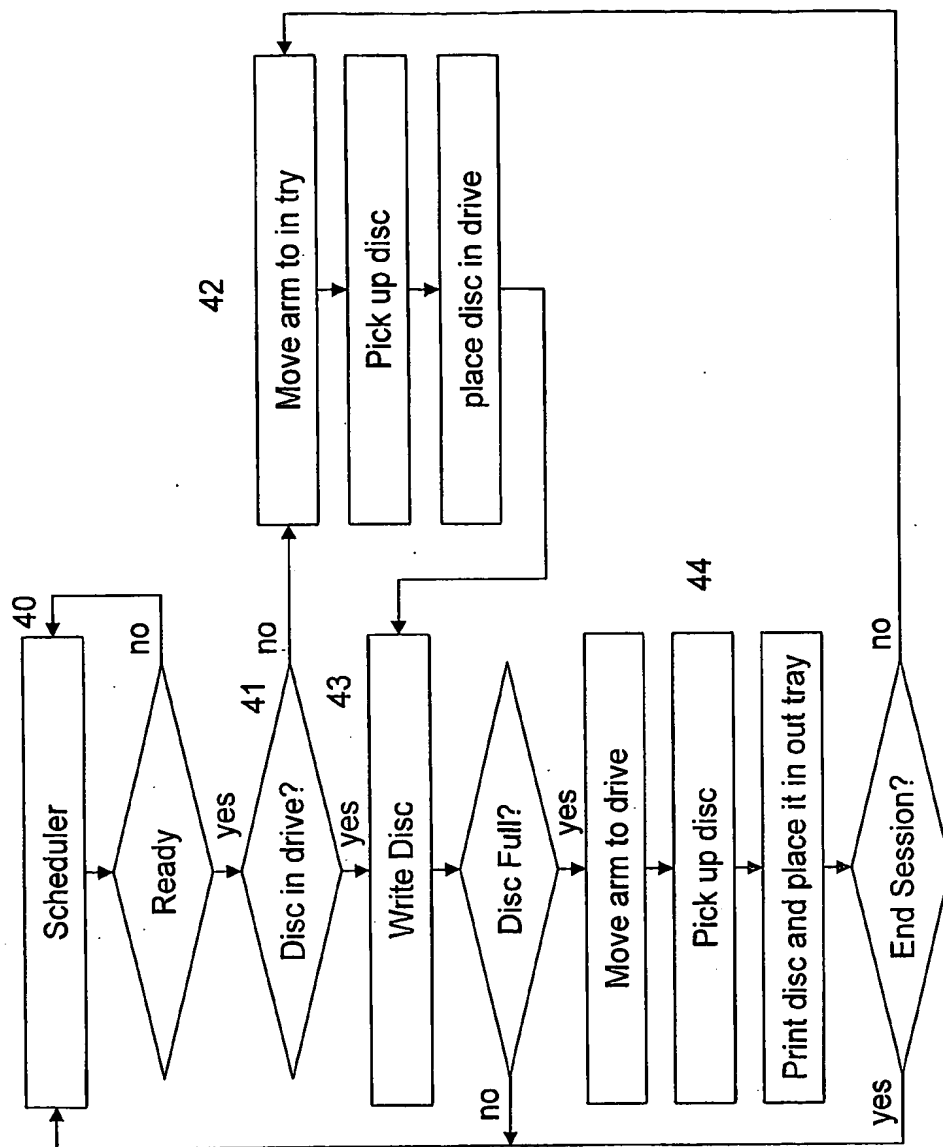 Scheduler
40
Ready
no
yes
41
Disc in drive?
no
yes
42
Move arm to in try
Pick up disc
place disc in drive
43
Write Disc
Disc Full?
no
yes
44
Move arm to drive
Pick up disc
Print disc and place it in out tray
End Session?
no
yes